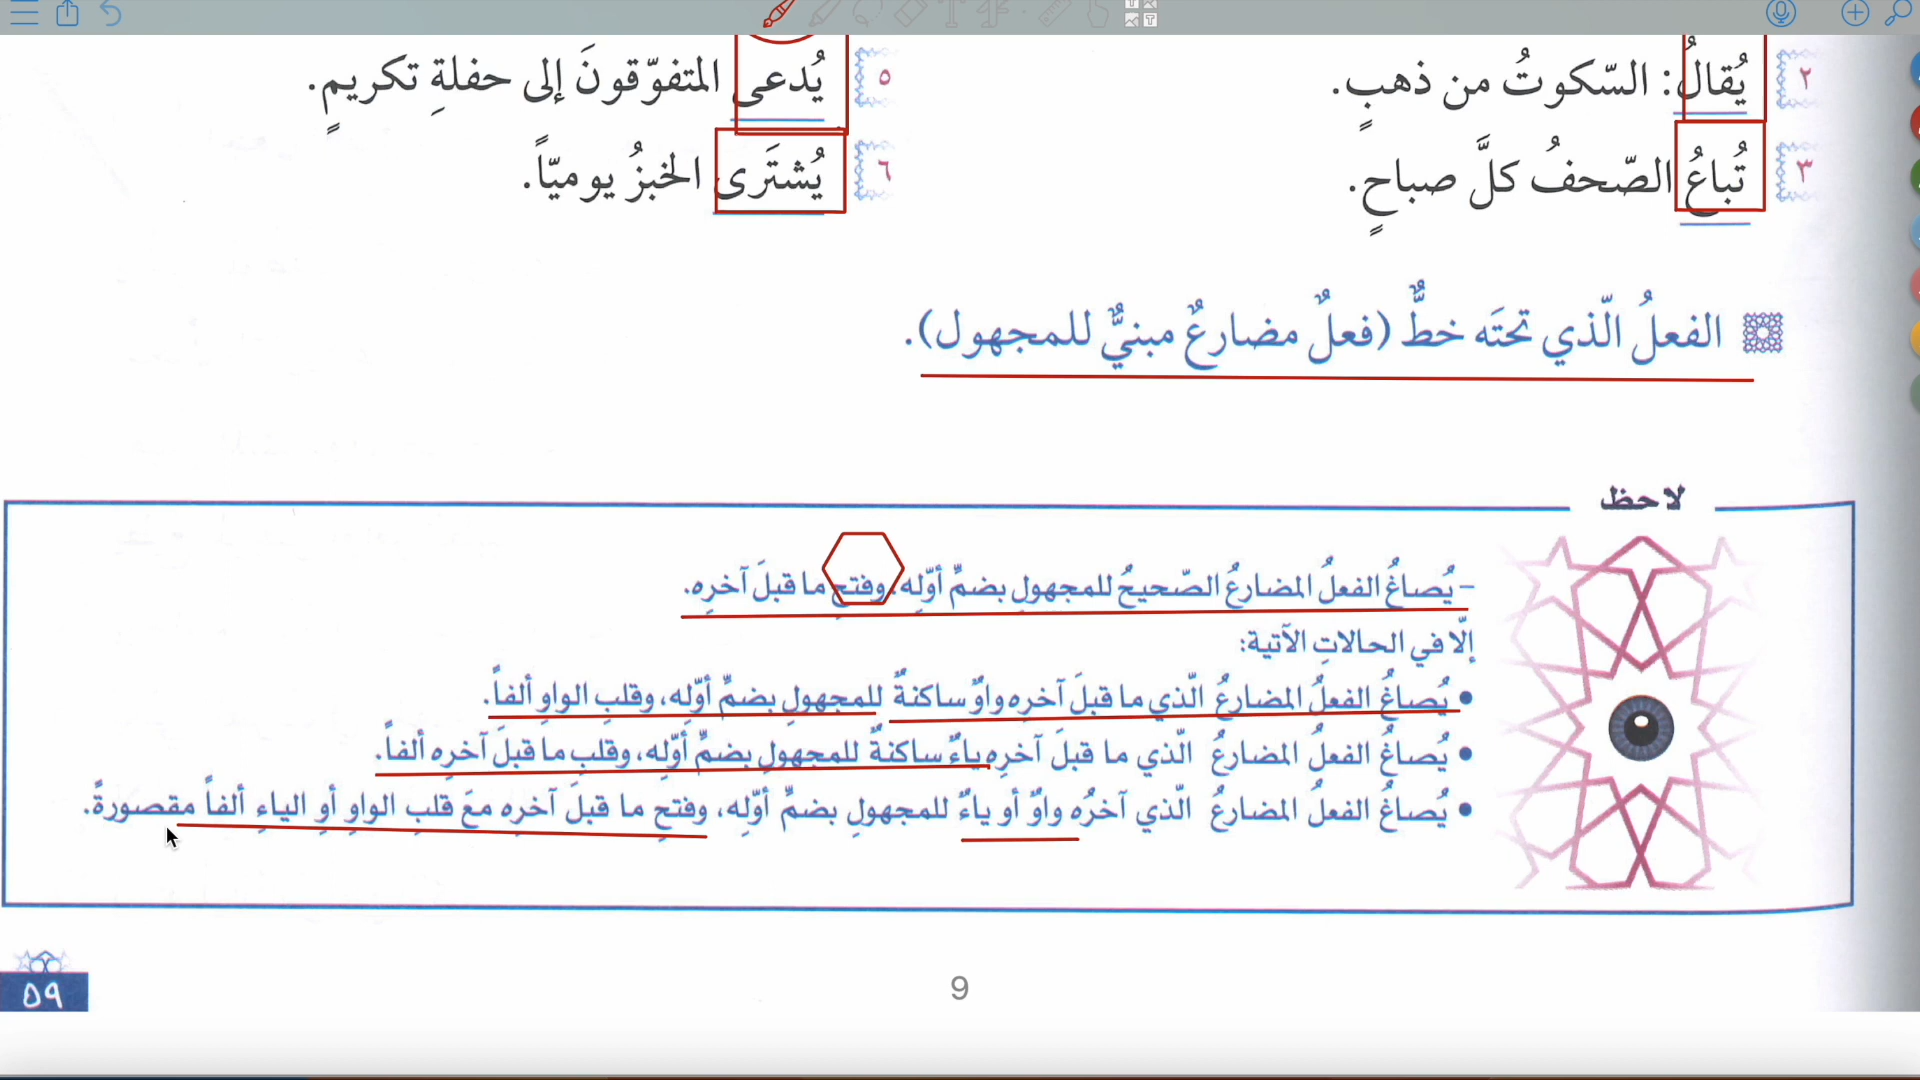 ٢ يُقالُ: السّكوتُ من ذهبٍ.
٣ تُباعُ الصّحفُ كلَّ صباحٍ.
٥ يُدعى المتفوّقونَ إلى حفلةِ تكريمٍ.
٦ يُشتَرى الخبزُ يوميّاً.
الفعلُ الّذي تحتَه خطٌّ (فعلٌ مضارعٌ مبنيٌّ للمجهول).
لاحظ
- يُصاغُ الفعلُ المضارعُ الصّحيحُ للمجهولِ بضمِّ أوّلِه، وفتحِ ما قبلَ آخرِه.
إلّا في الحالاتِ الآتية:
• يُصاغُ الفعلُ المضارعُ الّذي ما قبلَ آخرِه واوٌ ساكنةٌ للمجهولِ بضمِّ أوّلِه، وقلبِ الواوِ ألفاً.
• يُصاغُ الفعلُ المضارعُ الّذي ما قبلَ آخرِه ياءٌ ساكنةٌ للمجهولِ بضمِّ أوّلِه، وقلبِ ما قبلَ آخرِه ألفاً.
• يُصاغُ الفعلُ المضارعُ الّذي آخرُه واوٌ أو ياءٌ للمجهولِ بضمِّ أوّلِه، وفتحِ ما قبلَ آخرِه معَ قلبِ الواوِ أوِ الياءِ ألفاً مقصورةً.
٥٩
9